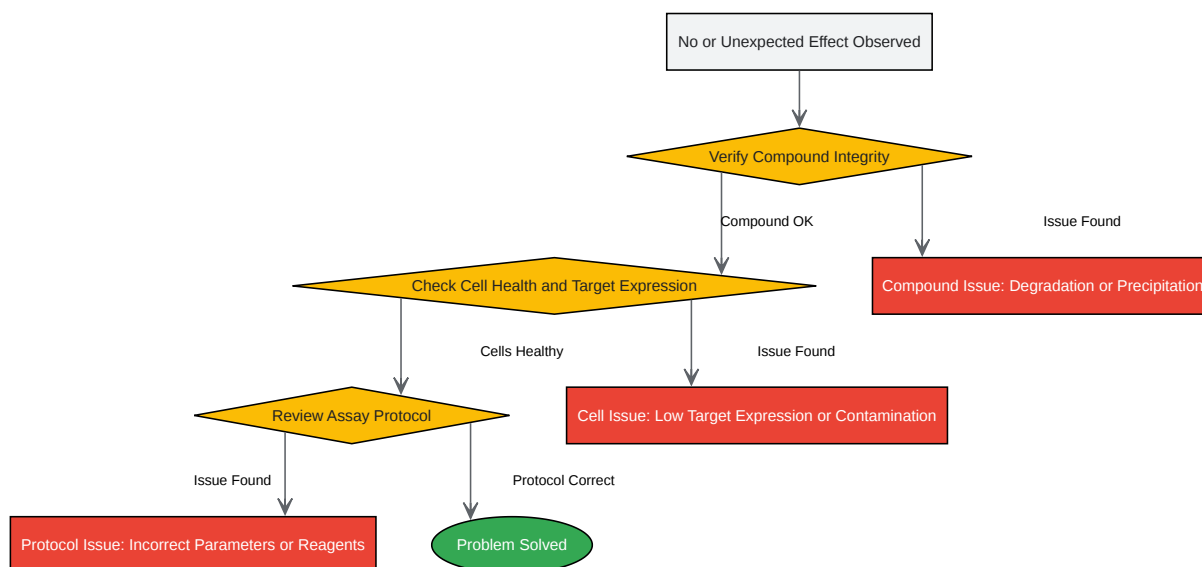 No or Unexpected Effect Observed
Verify Compound Integrity
Compound OK
Issue Found
Check Cell Health and Target Expression
Compound Issue: Degradation or Precipitation
Cells Healthy
Issue Found
Review Assay Protocol
Cell Issue: Low Target Expression or Contamination
Issue Found
Protocol Correct
Protocol Issue: Incorrect Parameters or Reagents
Problem Solved